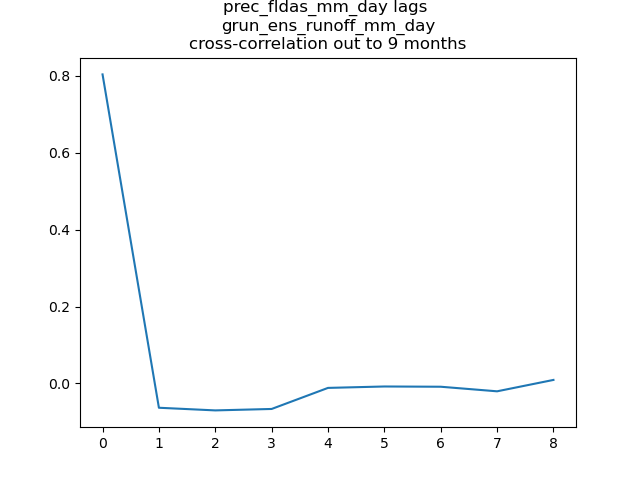 prec_fldas_mm_day lags
grun_ens_runoff_mm_day
cross-correlation out to 9 months
0.8
0.6
0.4
0.2
0.0
0 1 2 3 4 5 6 7 8